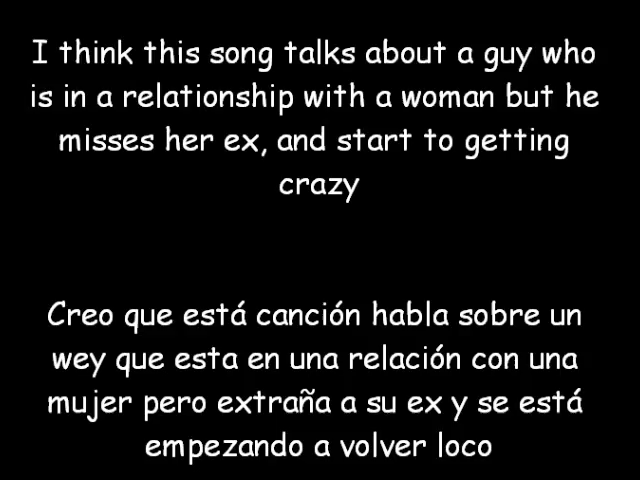 I think this song talks about a guy who
is in a relationship with a woman but he
misses her ex, and start to getting
crazy
Creo que está canción habla sobre un
wey que esta en una relación con una
mujer pero extraña a su ex y se está
empezando a volver loco